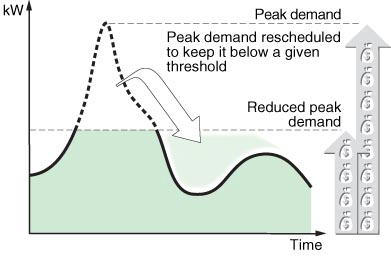 kW
Peak demand
Peak demand rescheduled
to keep it below a given
threshold
Reduced peak
demand
Time